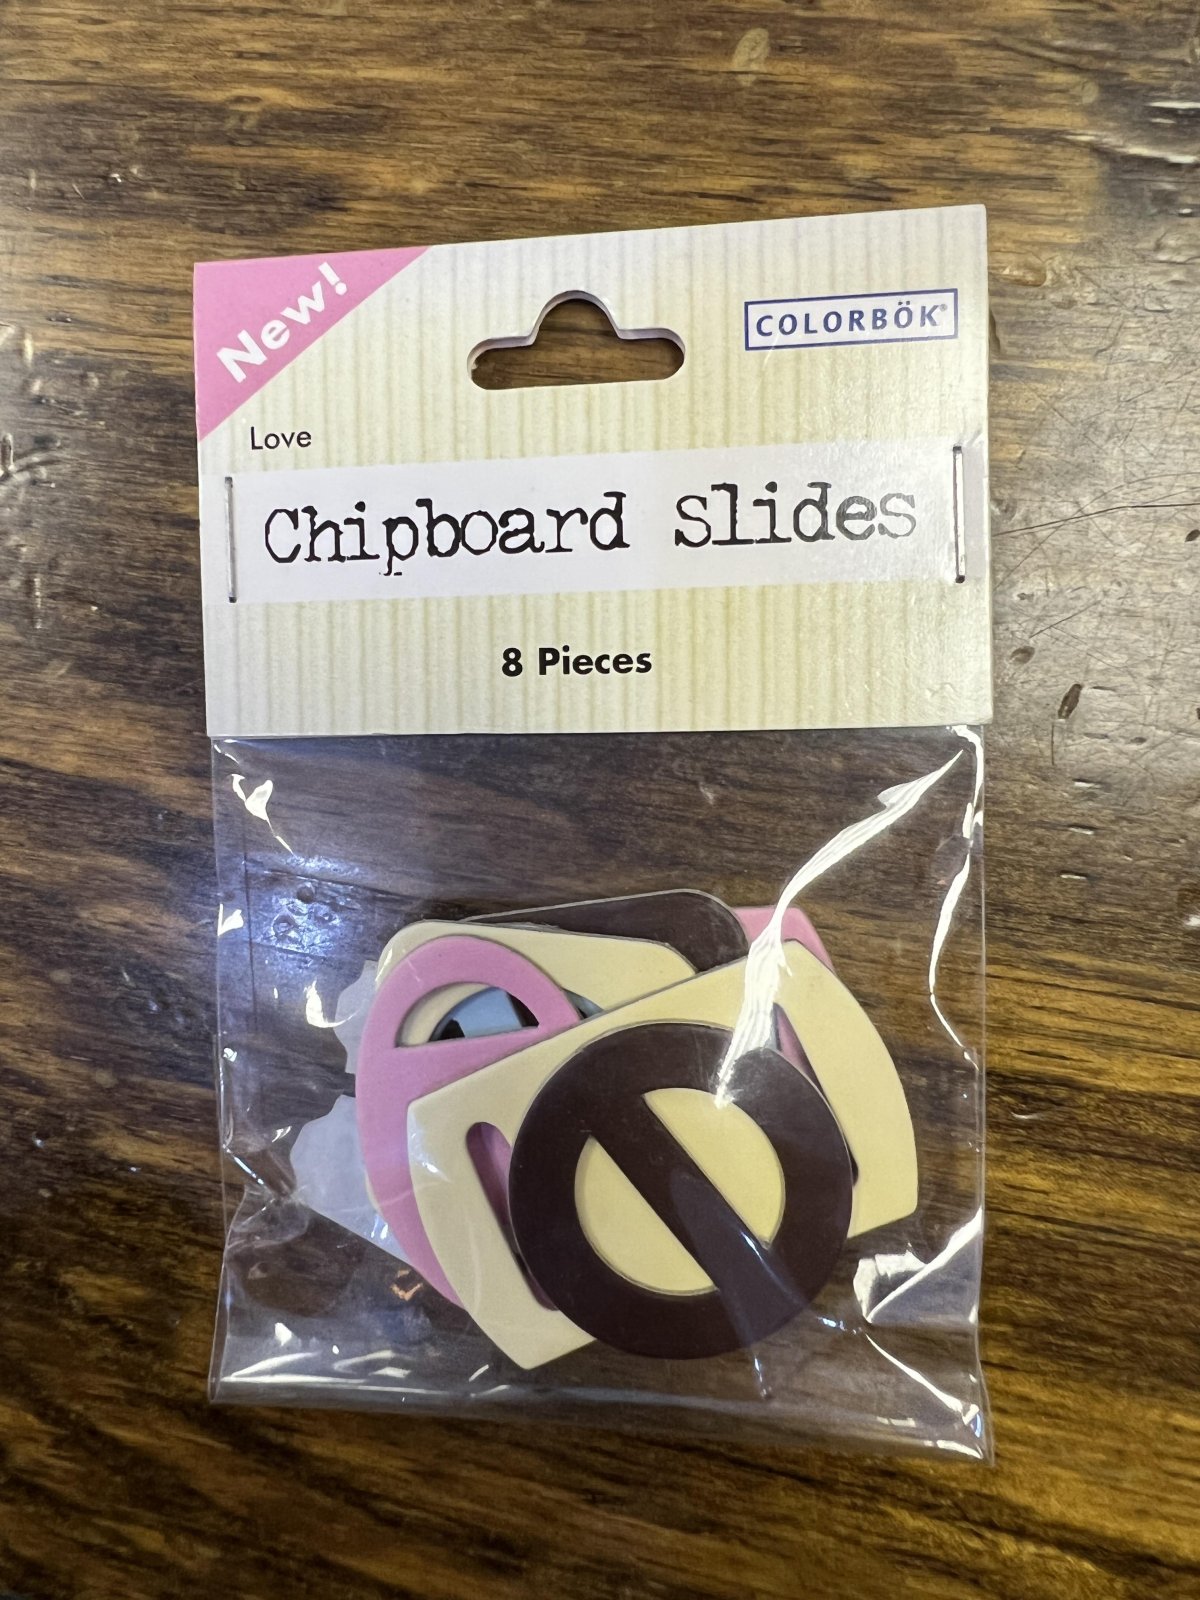 New!
COLORBÖK®
Love
Chipboard Slides
8 Pieces